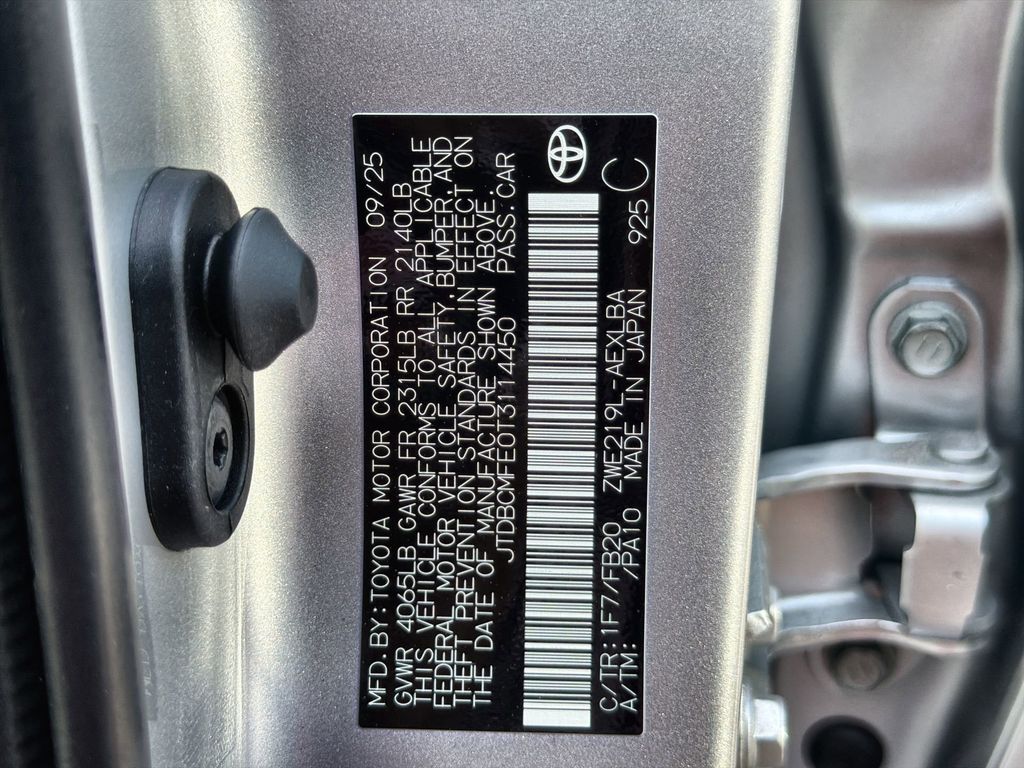 MFD.BY:TOYOTA MOTOR CORPORATION 09/25
GVWR 4065LB GAWR FR 2315LB RR 2140LB
THIS VEHICLE CONFORMS TO ALL APPLICABLE
FEDERAL MOTOR VEHICLE SAFETY,BUMPER,AND
THEFT PREVENTION STANDARDS IN EFFECT ON
THE DATE OF MANUFACTURE SHOWN ABOVE.
JTDBCMFE0T3114450 PASS.CAR
C/TR:1F7/FB20 ZWE219L-AEXLBA
A/TM: /PA10 MADE IN JAPAN 925 C